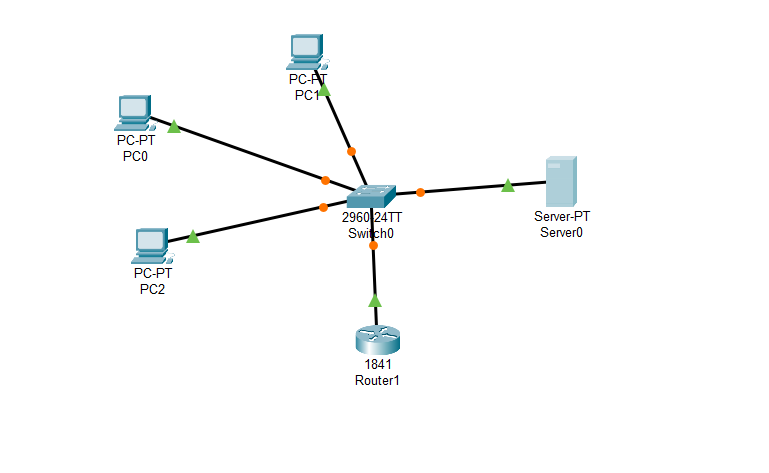 PC-PT
PC1
PC-PT
PC0
2960-24TT
Switch0
Server-PT
Server0
PC-PT
PC2
1841
Router1